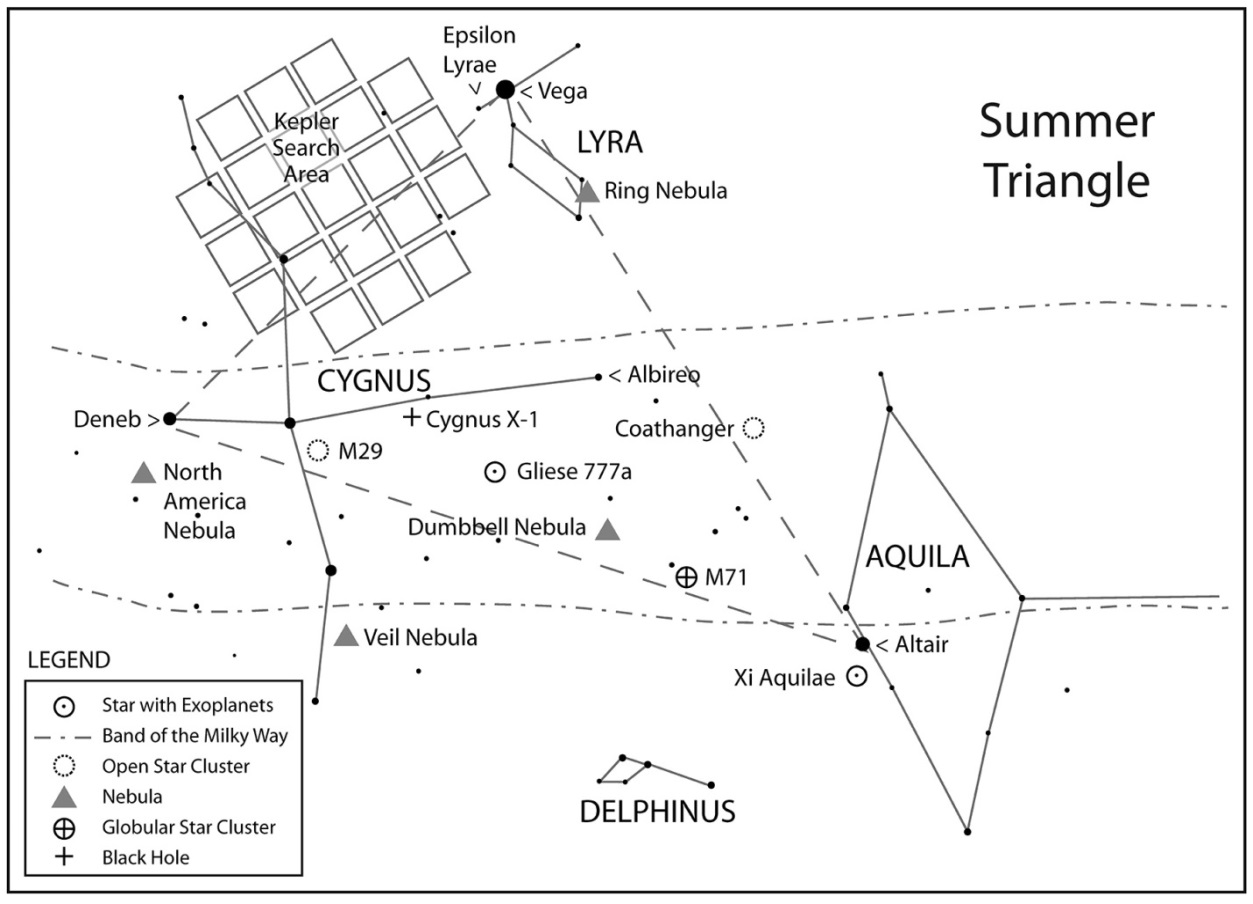 Epsilon
Lyrae
< Vega
Summer
Triangle
Kepler
Search
Area
LYRA
Ring Nebula
CYGNUS
< Albireo
Deneb >
Cygnus X-1
Coathanger
M29
North
America
Nebula
Gliese 777a
Dumbbell Nebula
AQUILA
M71
Veil Nebula
< Altair
Xi Aquilae
LEGEND
Star with Exoplanets
Band of the Milky Way
Open Star Cluster
Nebula
Globular Star Cluster
Black Hole
DELPHINUS